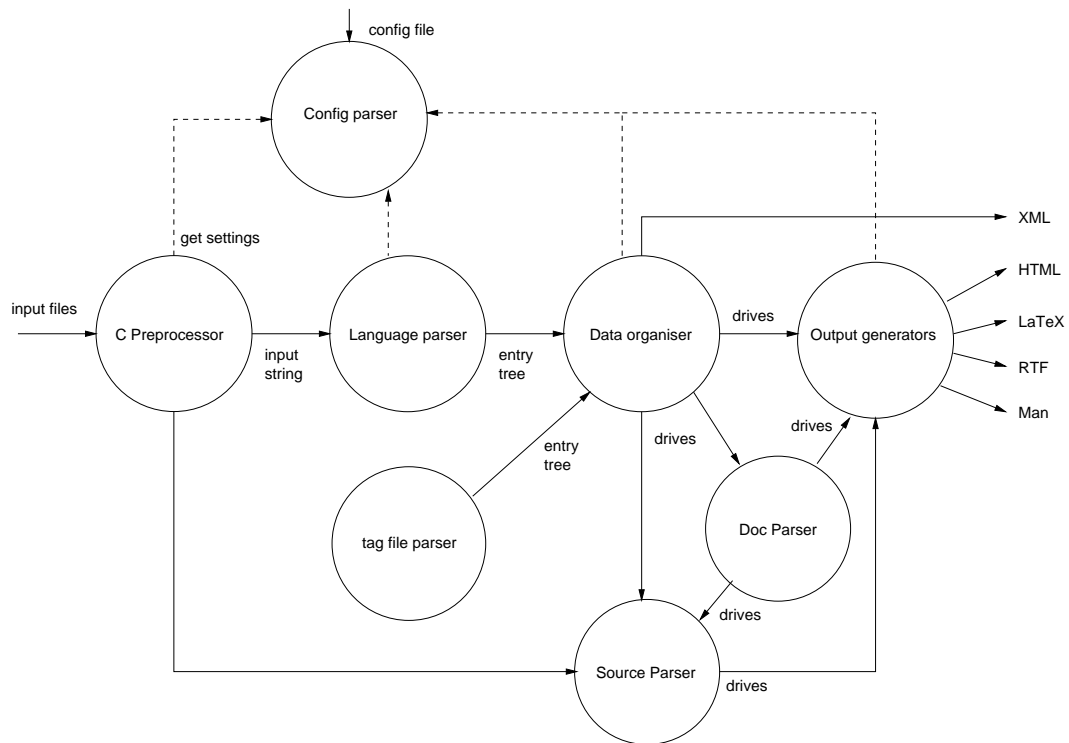 config file
Config parser
get settings
XML
HTML
input files
C Preprocessor
input
string
Language parser
entry
tree
Data organiser
drives
Output generators
LaTeX
RTF
Man
drives
drives
entry
tree
tag file parser
Doc Parser
drives
Source Parser
drives